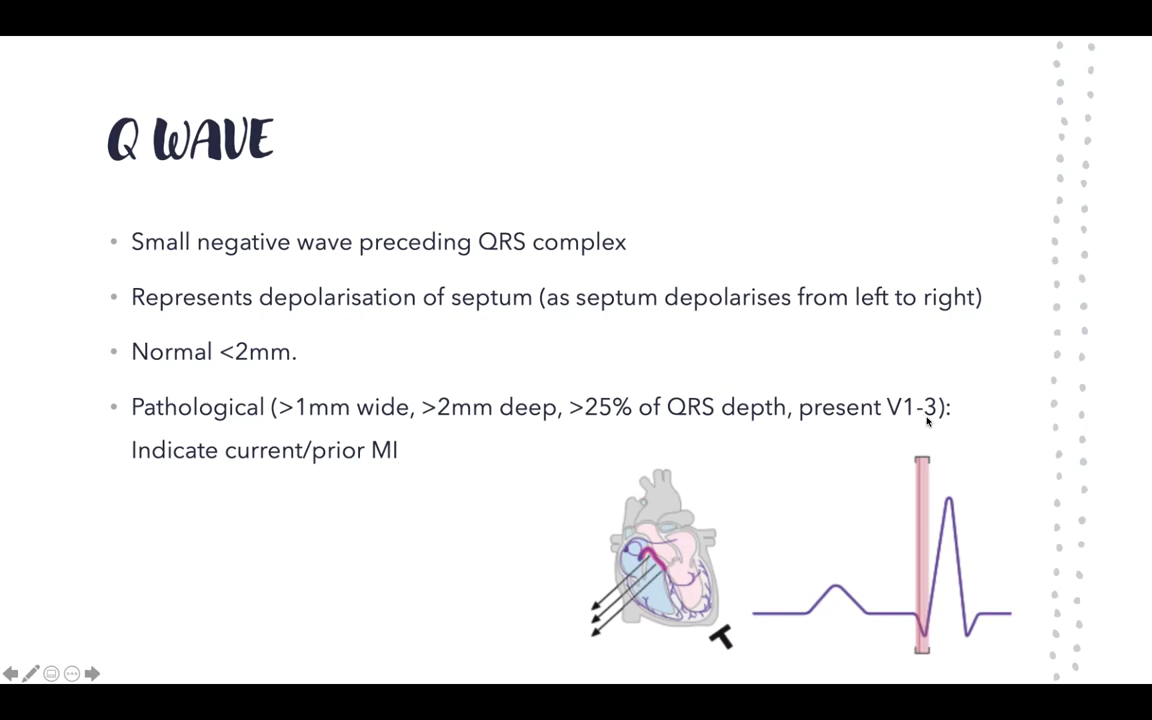 Q WAVE
• Small negative wave preceding QRS complex
• Represents depolarisation of septum (as septum depolarises from left to right)
• Normal <2mm.
• Pathological (>1mm wide, >2mm deep, >25% of QRS depth, present V1-3):
Indicate current/prior MI